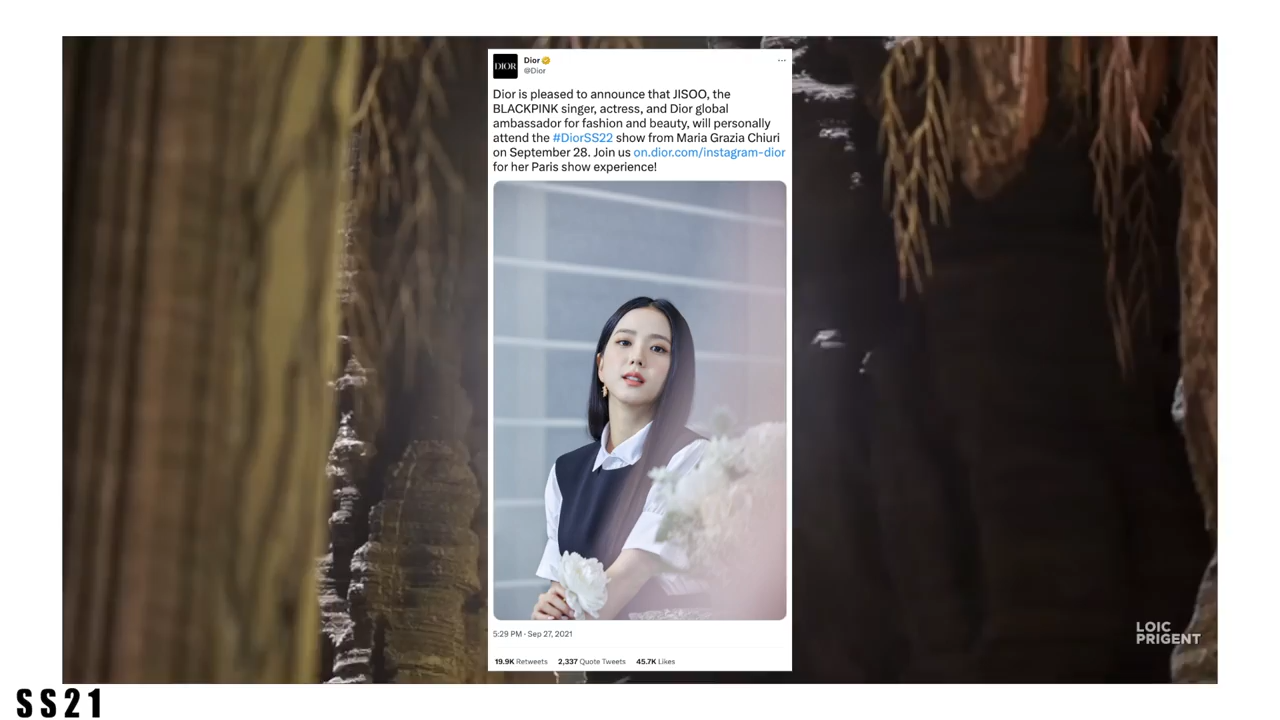 DIOR
Dior
@Dior
Dior is pleased to announce that JISOO, the
BLACKPINK singer, actress, and Dior global
ambassador for fashion and beauty, will personally
attend the #DiorSS22 show from Maria Grazia Chiuri
on September 28. Join us on.dior.com/instagram-dior
for her Paris show experience!
5:29 PM · Sep 27, 2021
19.9K Retweets 2,337 Quote Tweets 45.7K Likes
LOIC
PRIGENT
SS21